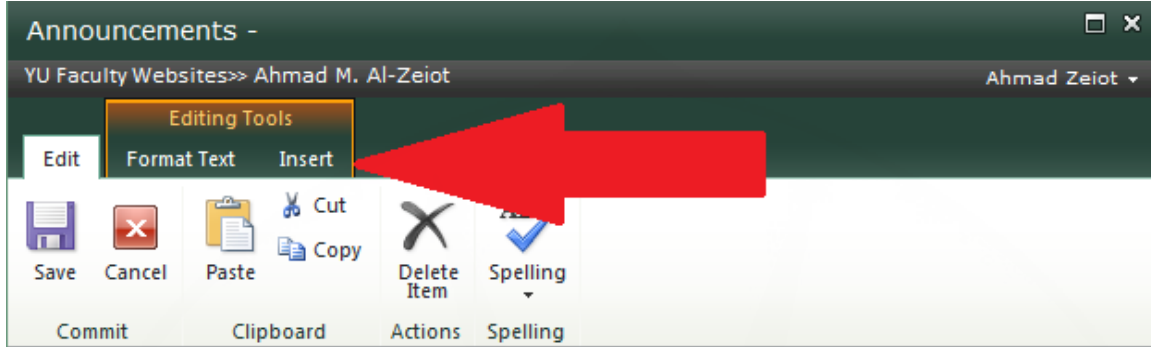 Announcements -
YU Faculty Websites>> Ahmad M. Al-Zeiot
Ahmad Zeiot
Editing Tools
Edit Format Text Insert
Save Cancel Paste Cut Copy Delete Item Spelling
Commit Clipboard Actions Spelling